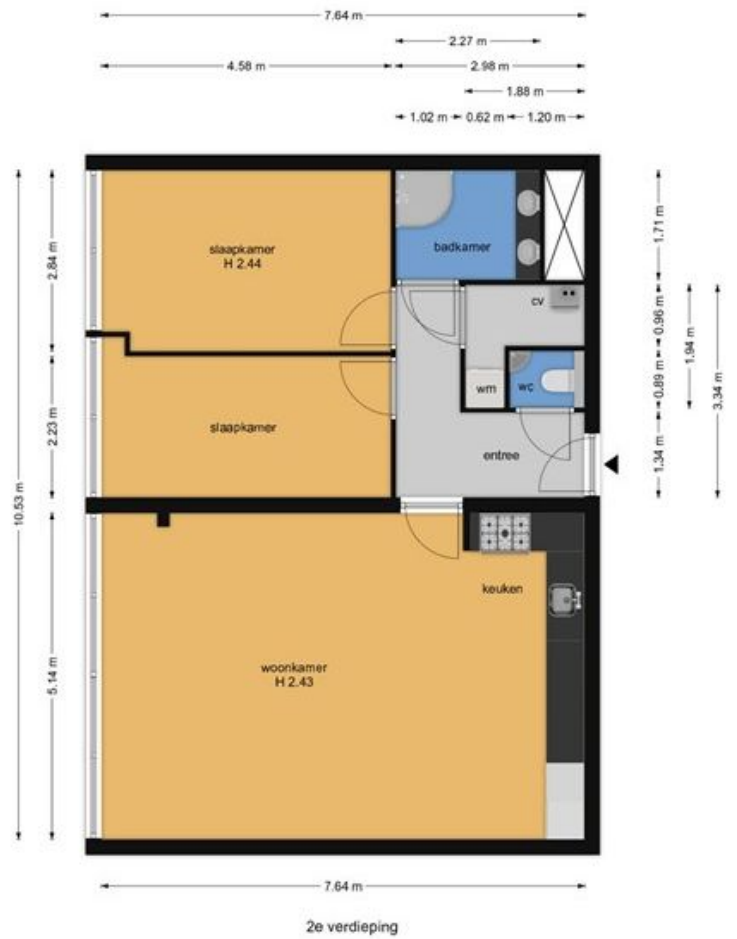 7.64 m
2.27 m
4.58 m
2.98 m
1.88 m
1.02 m
0.62 m
1.20 m
10.53 m
2.84 m
2.23 m
5.14 m
slaapkamer
H 2.44
badkamer
cv
wm
wc
slaapkamer
entree
keuken
woonkamer
H 2.43
1.71 m
0.96 m
0.89 m
1.34 m
1.94 m
3.34 m
7.64 m
2e verdieping